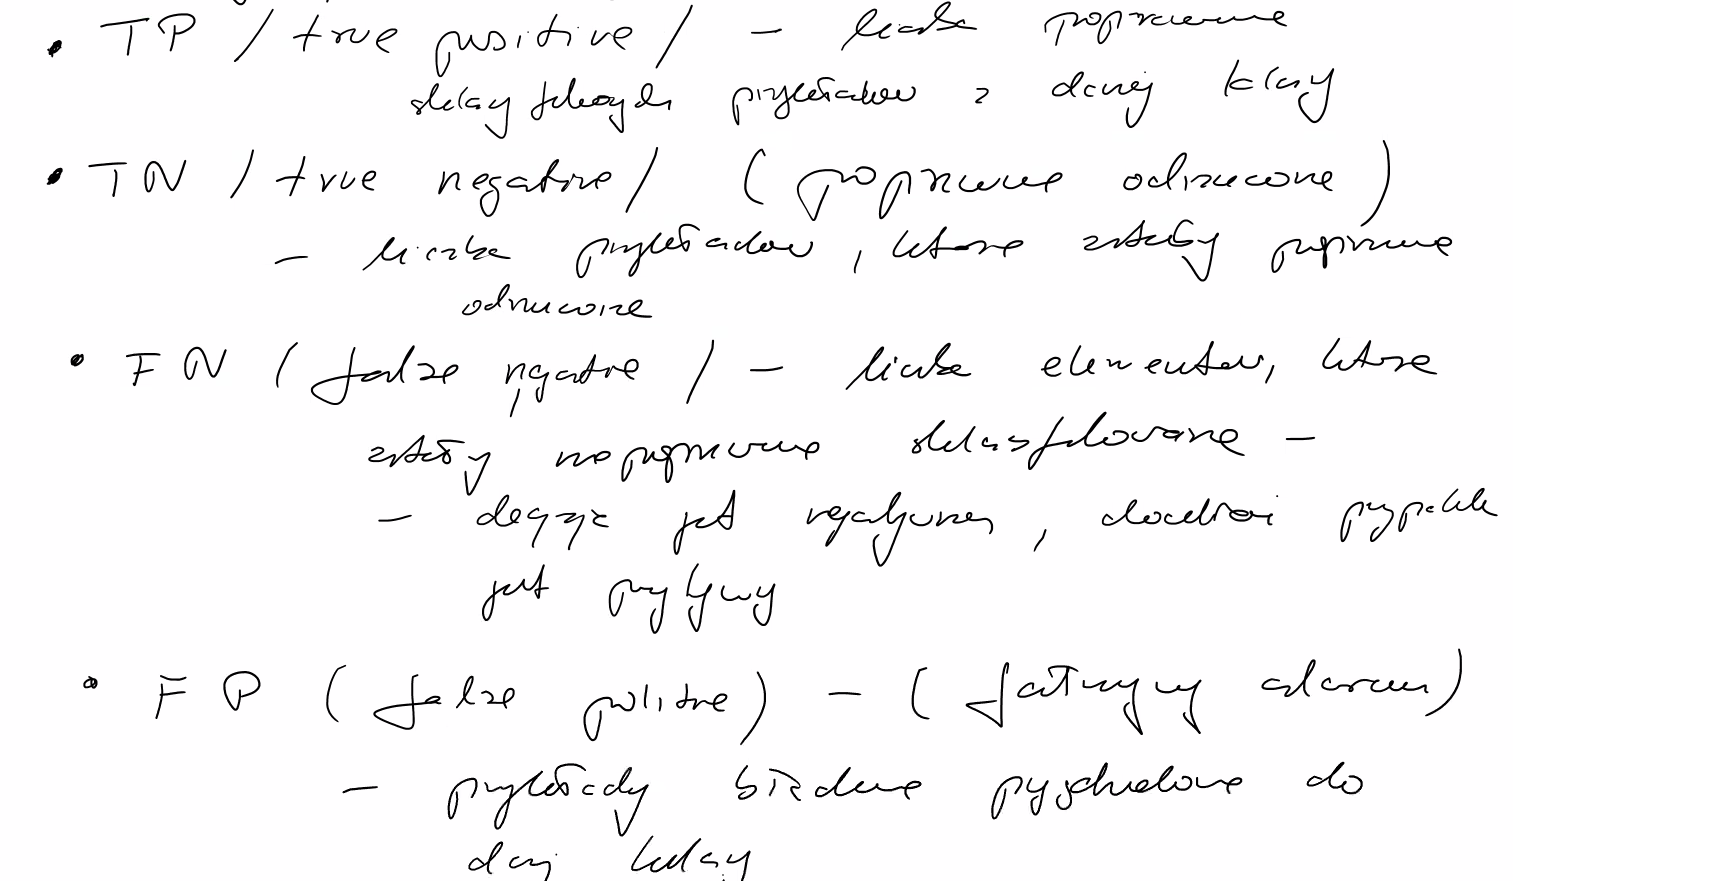 • TP / true positive / – liczba poprawnie
sklasyfikowanych przykładów z danej klasy
• TN / true negative / (poprawnie odrzucone)
– liczba przykładów, które zostały poprawnie
odrzucone
• FN ( false negative / – liczba elementów, które
zostały niepoprawnie sklasyfikowane –
– decyzja jest negatywna, chociaż przypadek
jest pozytywny
• FP (false positive) – (fałszywy alarm)
– przykłady błędnie przydzielone do
danej klasy